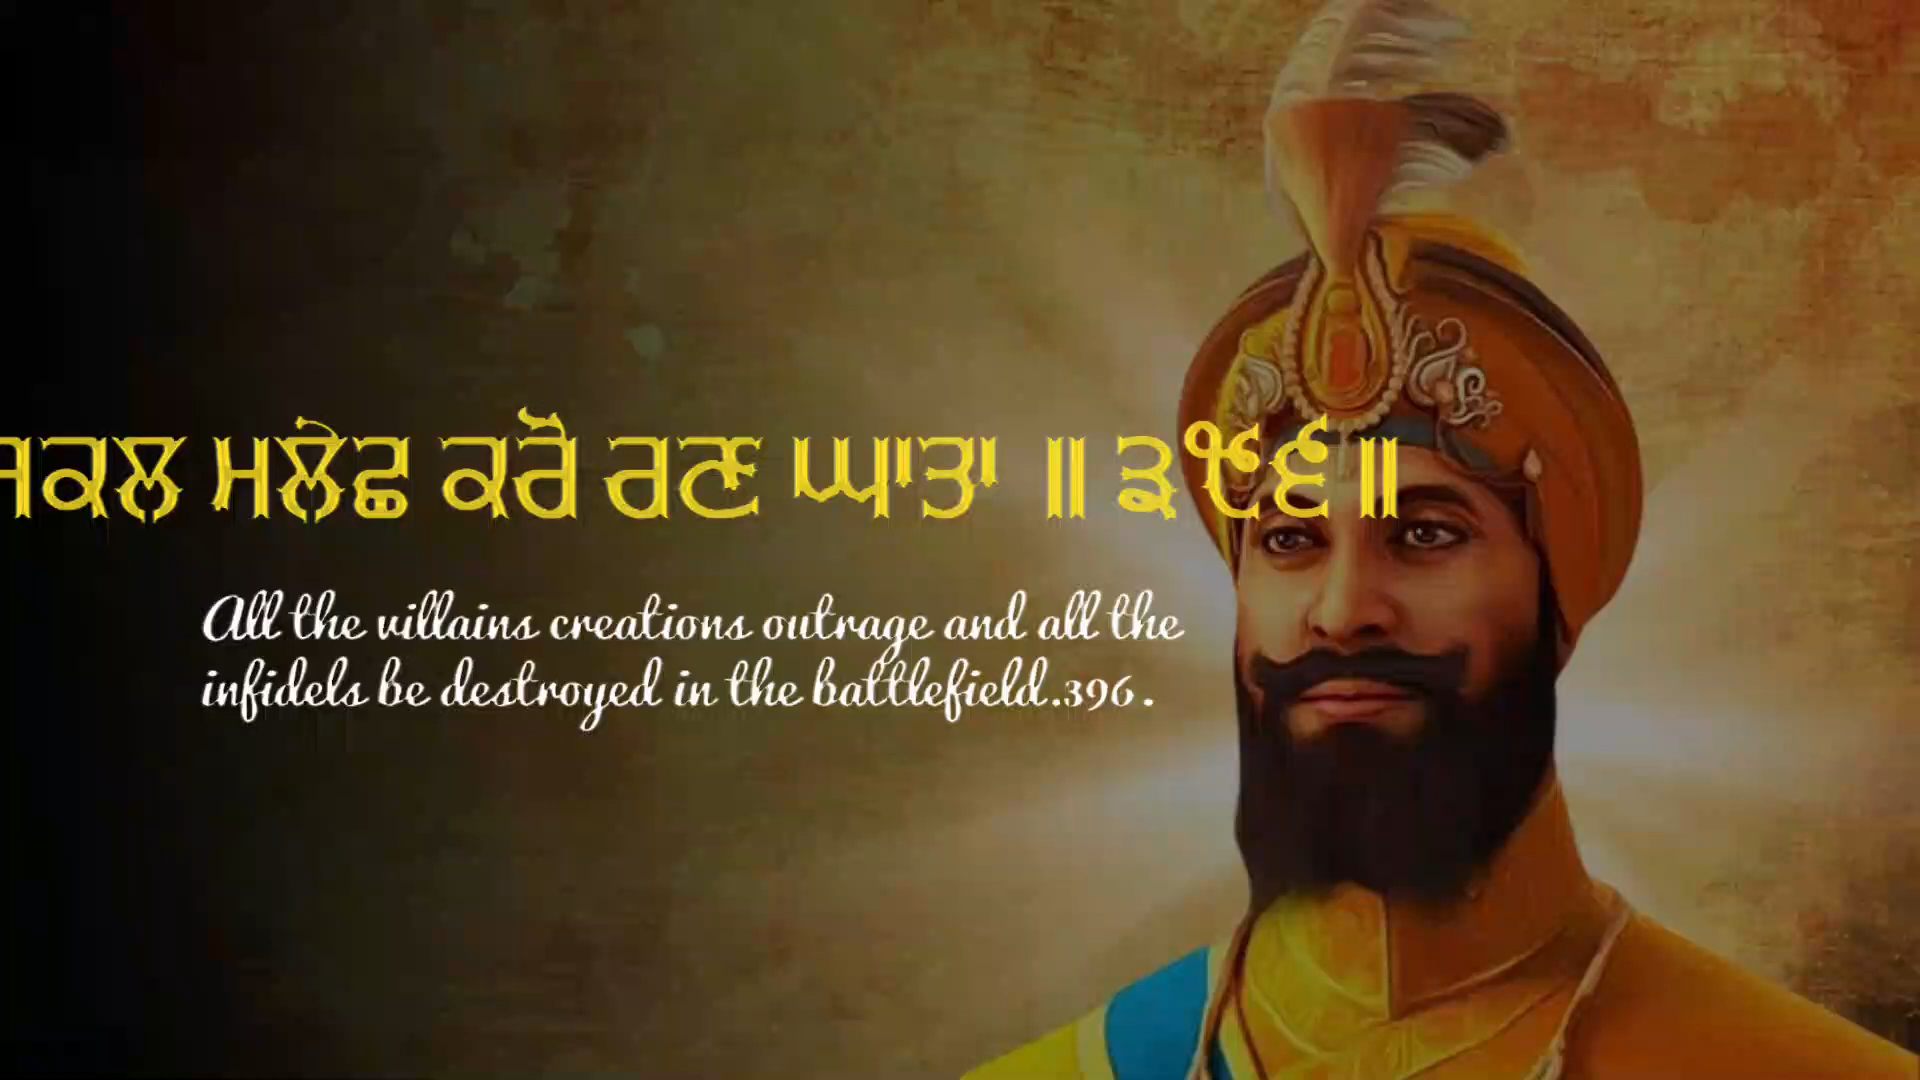 ਸਕਲ ਮਲੇਛ ਕਰੋ ਰਣ ਘਾਤਾ ॥ ੩੯੬॥
All the villains creations outrage and all the
infidels be destroyed in the battlefield.396.